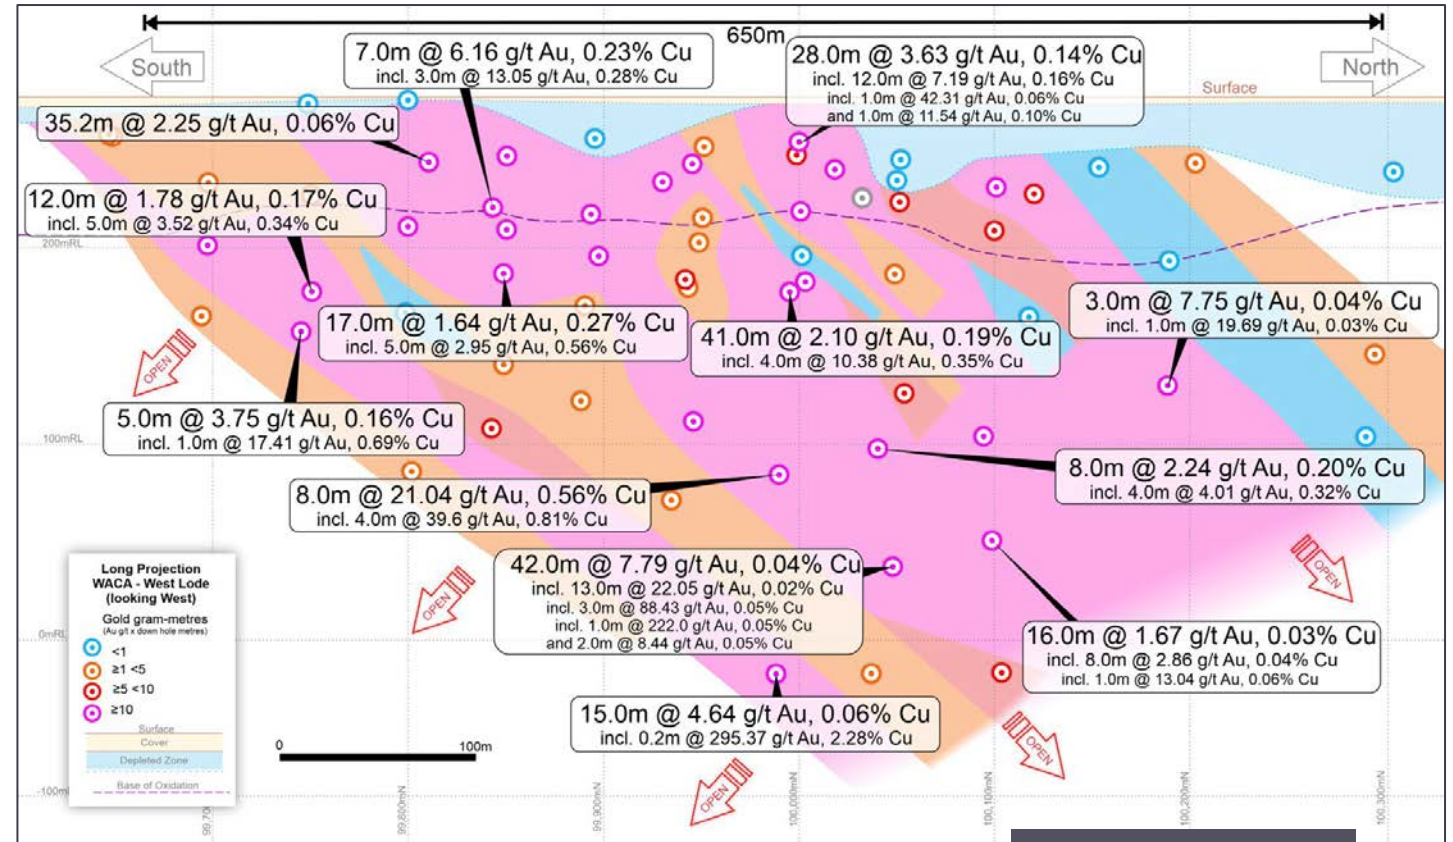 650m
South
North
Surface
7.0m @ 6.16 g/t Au, 0.23% Cu
incl. 3.0m @ 13.05 g/t Au, 0.28% Cu
28.0m @ 3.63 g/t Au, 0.14% Cu
incl. 12.0m @ 7.19 g/t Au, 0.16% Cu
incl. 1.0m @ 42.31 g/t Au, 0.06% Cu
and 1.0m @ 11.54 g/t Au, 0.10% Cu
35.2m @ 2.25 g/t Au, 0.06% Cu
12.0m @ 1.78 g/t Au, 0.17% Cu
incl. 5.0m @ 3.52 g/t Au, 0.34% Cu
200mRL
17.0m @ 1.64 g/t Au, 0.27% Cu
incl. 5.0m @ 2.95 g/t Au, 0.56% Cu
41.0m @ 2.10 g/t Au, 0.19% Cu
incl. 4.0m @ 10.38 g/t Au, 0.35% Cu
3.0m @ 7.75 g/t Au, 0.04% Cu
incl. 1.0m @ 19.69 g/t Au, 0.03% Cu
OPEN
5.0m @ 3.75 g/t Au, 0.16% Cu
incl. 1.0m @ 17.41 g/t Au, 0.69% Cu
100mRL
8.0m @ 21.04 g/t Au, 0.56% Cu
incl. 4.0m @ 39.6 g/t Au, 0.81% Cu
8.0m @ 2.24 g/t Au, 0.20% Cu
incl. 4.0m @ 4.01 g/t Au, 0.32% Cu
42.0m @ 7.79 g/t Au, 0.04% Cu
incl. 13.0m @ 22.05 g/t Au, 0.02% Cu
incl. 3.0m @ 88.43 g/t Au, 0.05% Cu
incl. 1.0m @ 222.0 g/t Au, 0.05% Cu
and 2.0m @ 8.44 g/t Au, 0.05% Cu
OPEN
OPEN
0mRL
16.0m @ 1.67 g/t Au, 0.03% Cu
incl. 8.0m @ 2.86 g/t Au, 0.04% Cu
incl. 1.0m @ 13.04 g/t Au, 0.06% Cu
15.0m @ 4.64 g/t Au, 0.06% Cu
incl. 0.2m @ 295.37 g/t Au, 2.28% Cu
OPEN
OPEN
Long Projection
WACA - West Lode
(looking West)
Gold gram-metres
(Au g/t x down hole metres)
<1
≥1 <5
≥5 <10
≥10
Surface
Cover
Depleted Zone
Base of Oxidation
0 100m
-100m
99,700
99,800mN
99,900mN
100,000mN
100,100mN
100,200mN
100,300mN